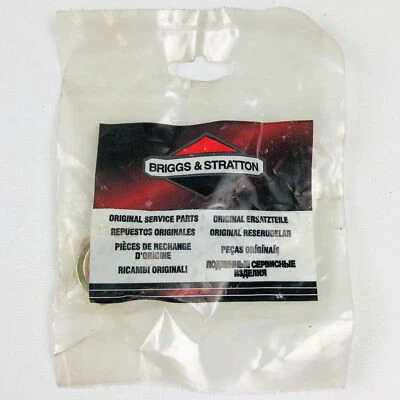 BRIGGS & STRATTON
ORIGINAL SERVICE PARTS
REPUESTOS ORIGINALES
PIÈCES DE RECHANGE
D'ORIGINE
RICAMBI ORIGINALI
ORIGINAL ERSATZTEILE
ORIGINAL RESERUDELAR
PEÇAS ORIGINAIS
ПОДЛИННЫЕ СЕРВИСНЫЕ
ИЗДЕЛИЯ